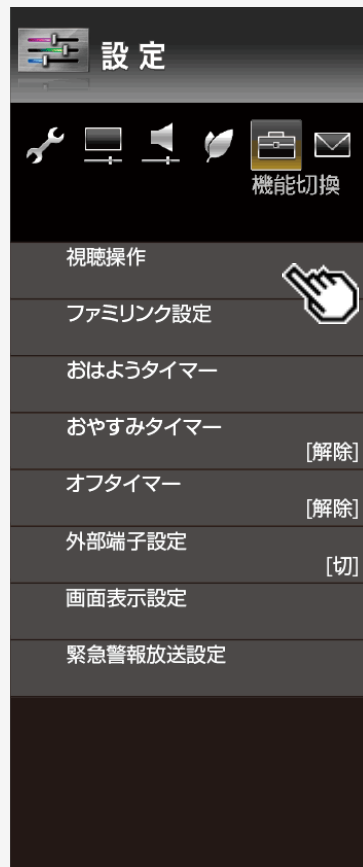 設定
機能切換
視聴操作
ファミリンク設定
おはようタイマー
おやすみタイマー
[解除]
オフタイマー
[解除]
外部端子設定
[切]
画面表示設定
緊急警報放送設定